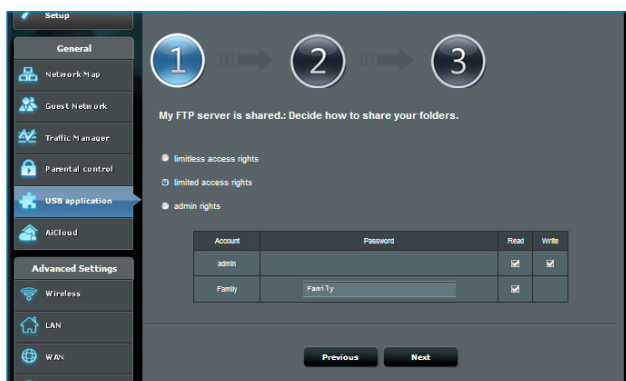 Setup
General
Network Map
Guest Network
Traffic Manager
Parental control
USB application
AiCloud
Advanced Settings
Wireless
LAN
WAN
1 2 3
My FTP server is shared.: Decide how to share your folders.
limitless access rights
limited access rights
admin rights
Account Password Read Write
admin
Family Family
Previous Next